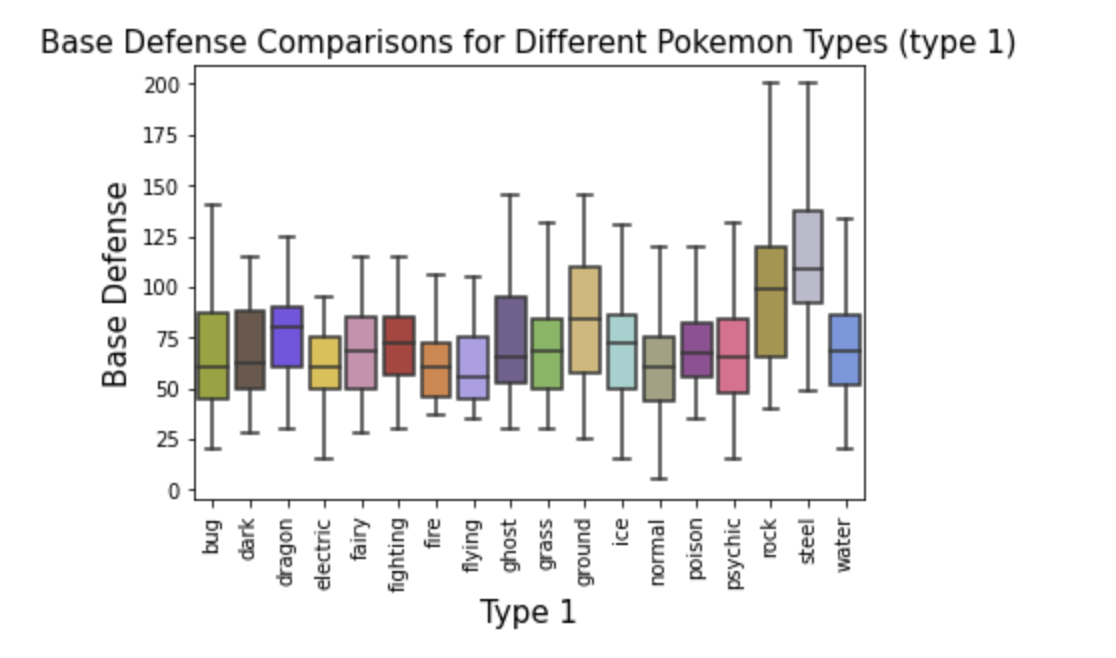 Base Defense Comparisons for Different Pokemon Types (type 1)
200
175
150
125
100
75
50
25
0
Base Defense
bug
dark
dragon
electric
fairy
fighting
fire
flying
ghost
grass
ground
ice
normal
poison
psychic
rock
steel
water
Type 1